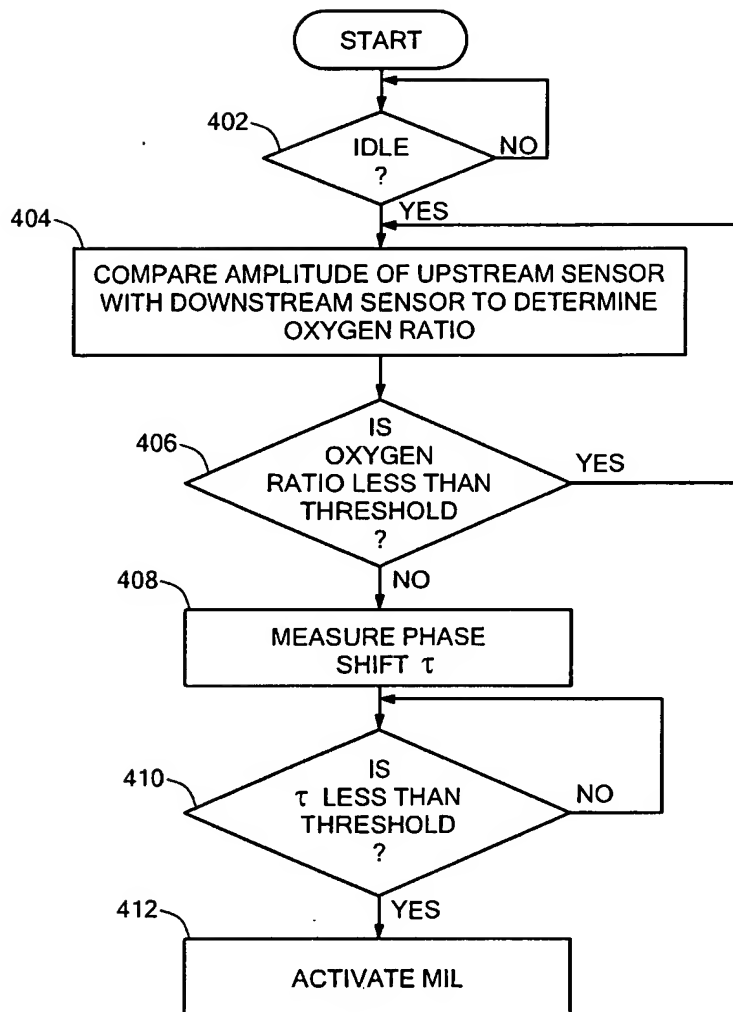 START
402
IDLE
?
NO
YES
404
COMPARE AMPLITUDE OF UPSTREAM SENSOR
WITH DOWNSTREAM SENSOR TO DETERMINE
OXYGEN RATIO
406
IS
OXYGEN
RATIO LESS THAN
THRESHOLD
?
YES
NO
408
MEASURE PHASE
SHIFT τ
410
IS
τ LESS THAN
THRESHOLD
?
NO
YES
412
ACTIVATE MIL